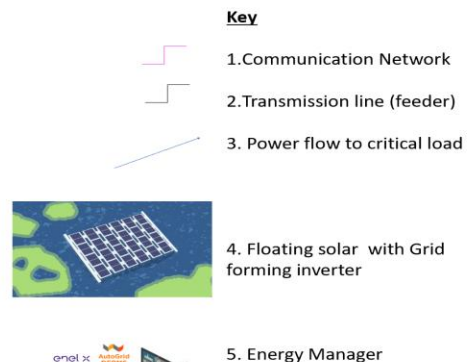 Key
1.Communication Network
2.Transmission line (feeder)
3. Power flow to critical load
4. Floating solar with Grid
forming inverter
enel x AutoGrid
5. Energy Manager